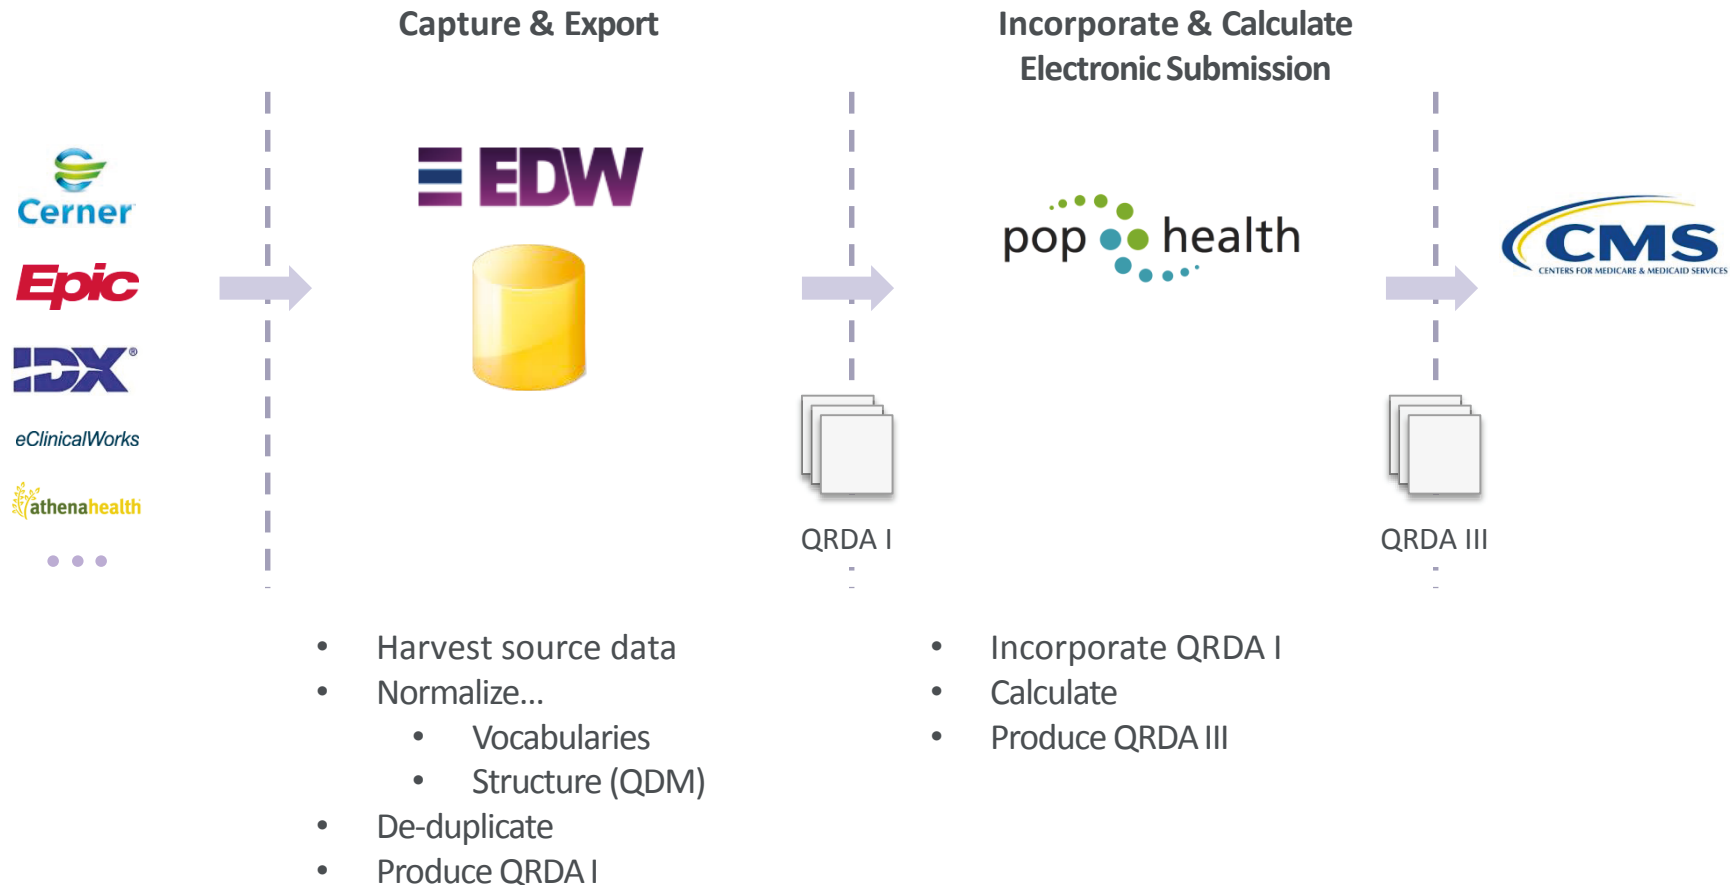 Capture & Export
Incorporate & Calculate
Electronic Submission
Cerner
Epic
IDX®
eClinicalWorks
athenahealth
EDW
pop health
CMS
CENTERS FOR MEDICARE & MEDICAID SERVICES
QRDA I
QRDA III
• Harvest source data
• Normalize...
• Vocabularies
• Structure (QDM)
• De-duplicate
• Produce QRDA I
• Incorporate QRDA I
• Calculate
• Produce QRDA III